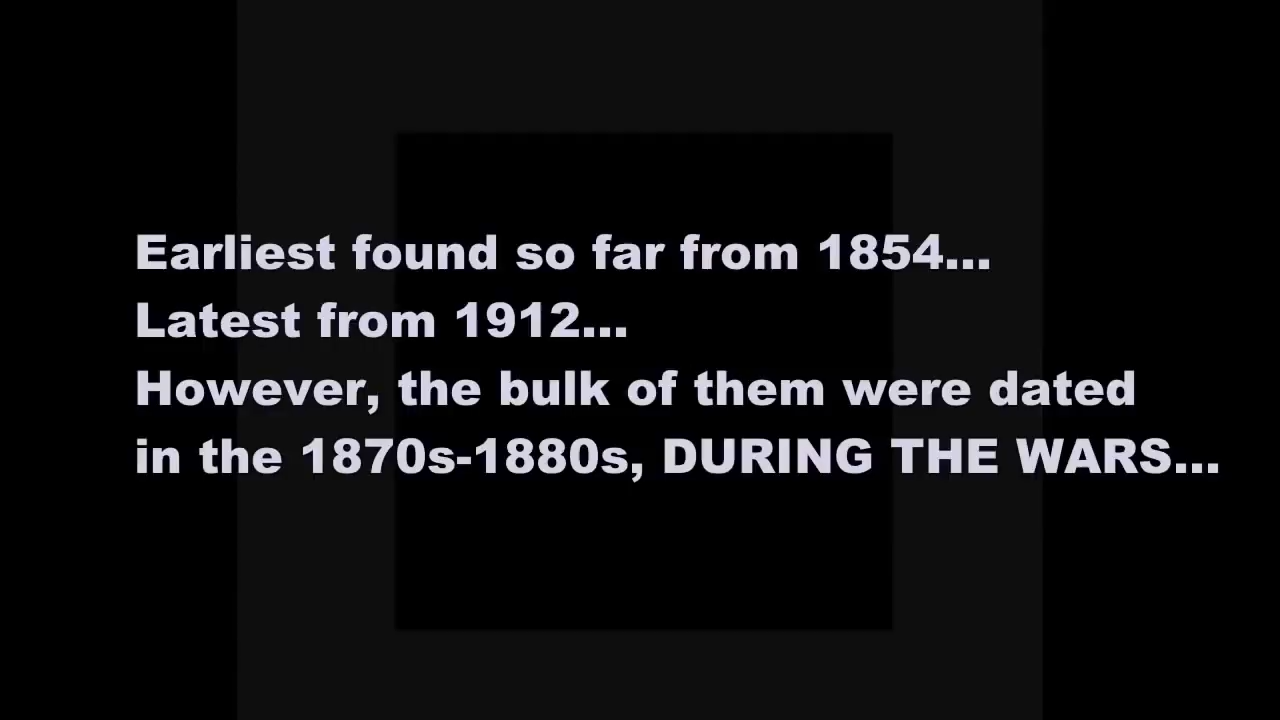 Earliest found so far from 1854...
Latest from 1912...
However, the bulk of them were dated
in the 1870s-1880s, DURING THE WARS...